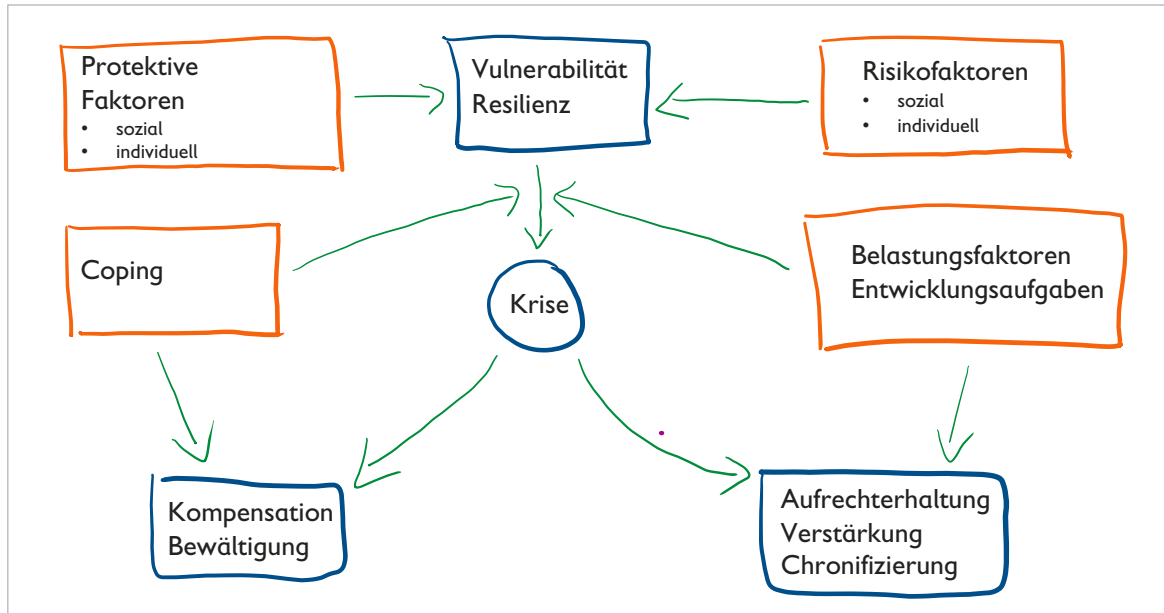 Protektive
Faktoren
• sozial
• individuell
Vulnerabilität
Resilienz
Risikofaktoren
• sozial
• individuell
Coping
Krise
Belastungsfaktoren
Entwicklungsaufgaben
Kompensation
Bewältigung
Aufrechterhaltung
Verstärkung
Chronifizierung